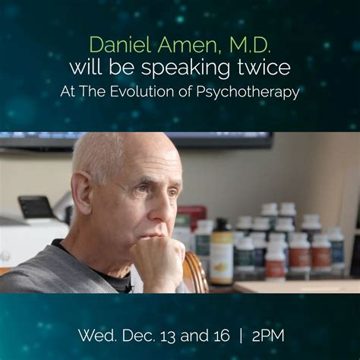 Daniel Amen, M.D.
will be speaking twice
At The Evolution of Psychotherapy
Wed. Dec. 13 and 16 | 2PM